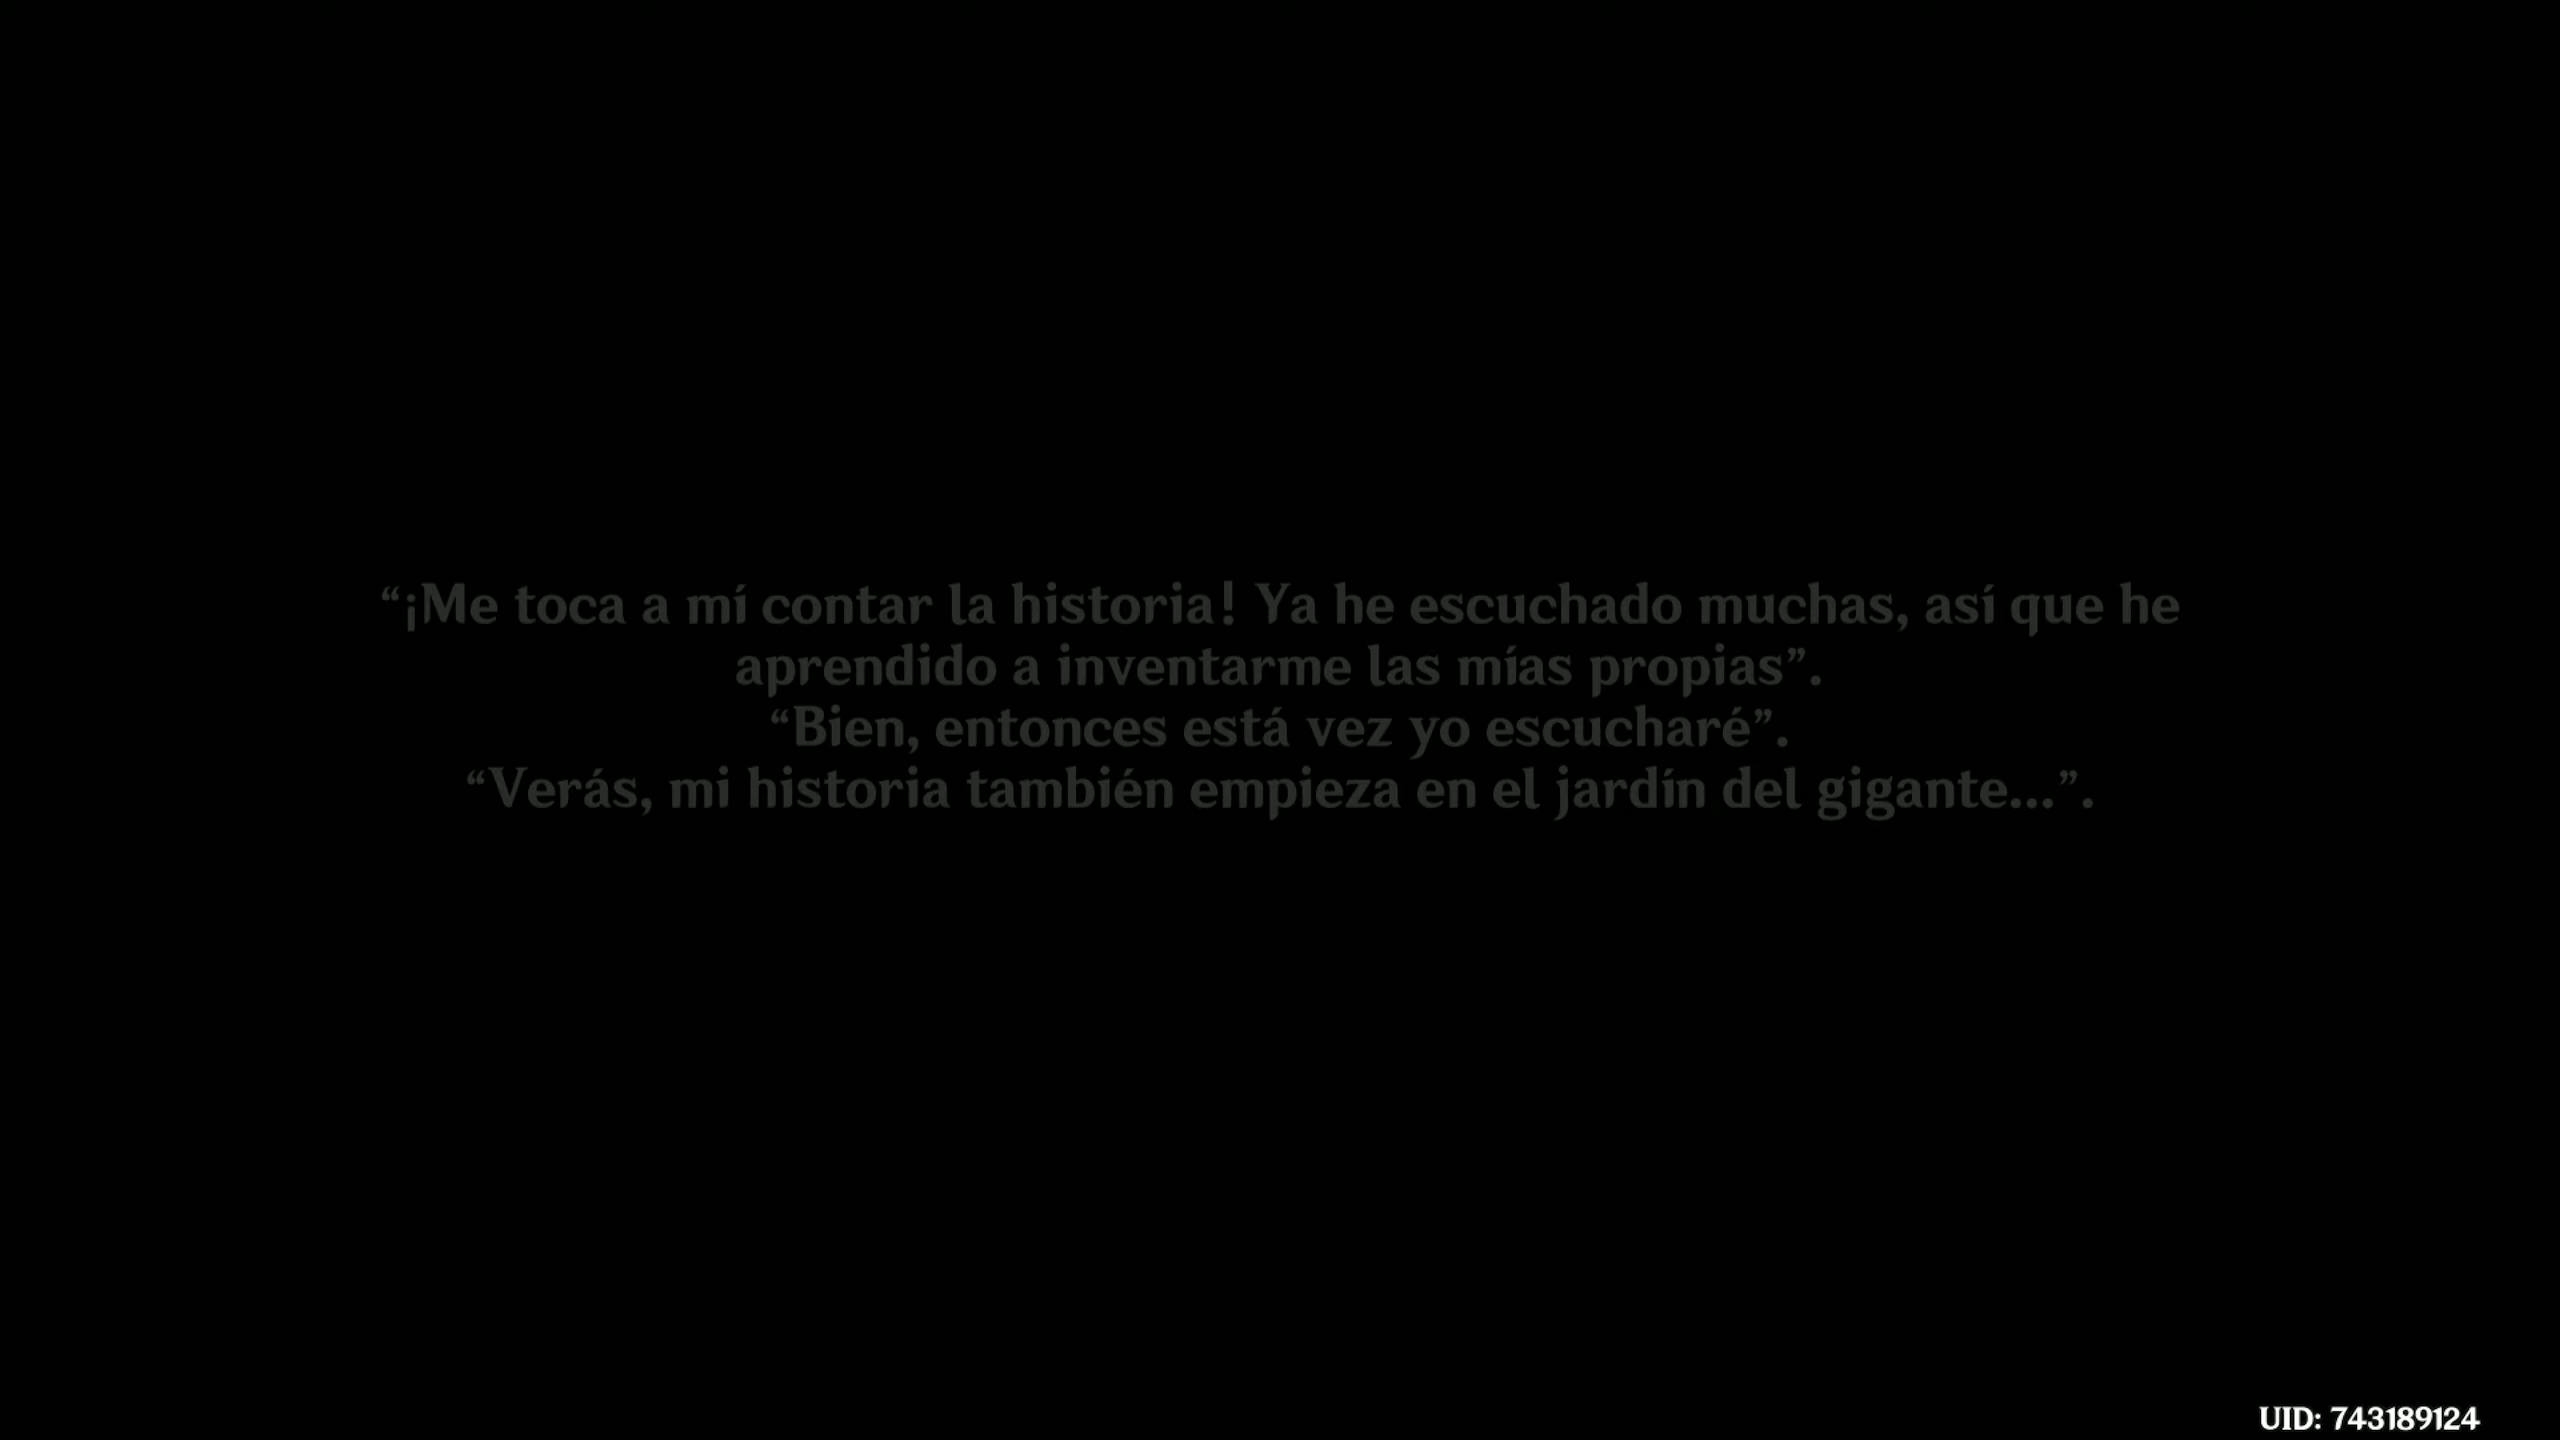 “¡Me toca a mí contar la historia! Ya he escuchado muchas, así que he
aprendido a inventarme las mías propias”.
“Bien, entonces está vez yo escucharé”.
“Verás, mi historia también empieza en el jardín del gigante...”.
UID: 743189124